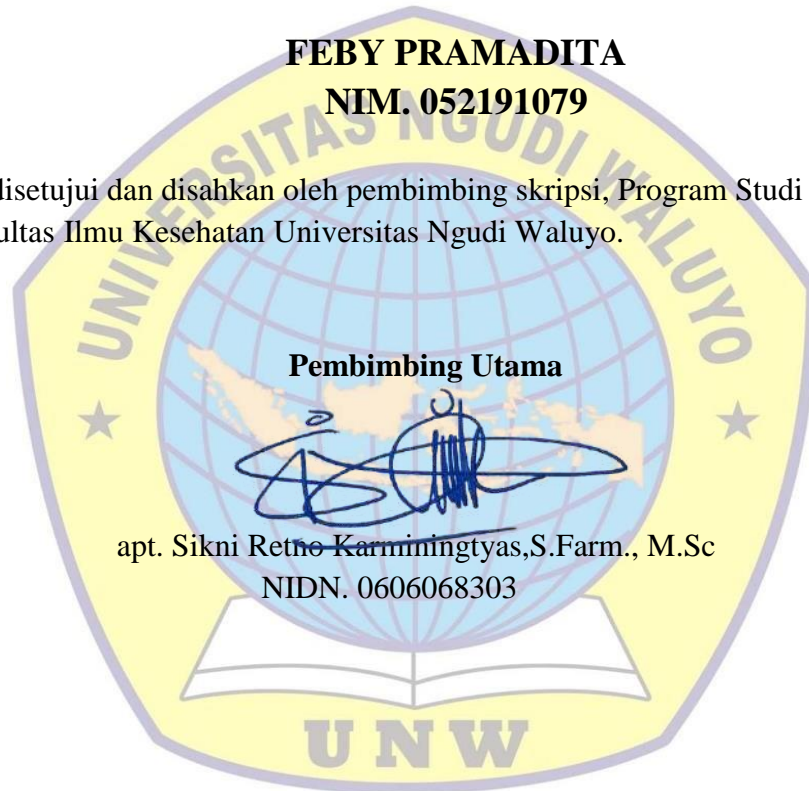 FEBY PRAMADITA
NIM. 052191079
UNIVERSITAS NGUDI WALUYO
disetujui dan disahkan oleh pembimbing skripsi, Program Studi
ultas Ilmu Kesehatan Universitas Ngudi Waluyo.
Pembimbing Utama
apt. Sikni Retno Karminingtyas,S.Farm., M.Sc
NIDN. 0606068303
UNW